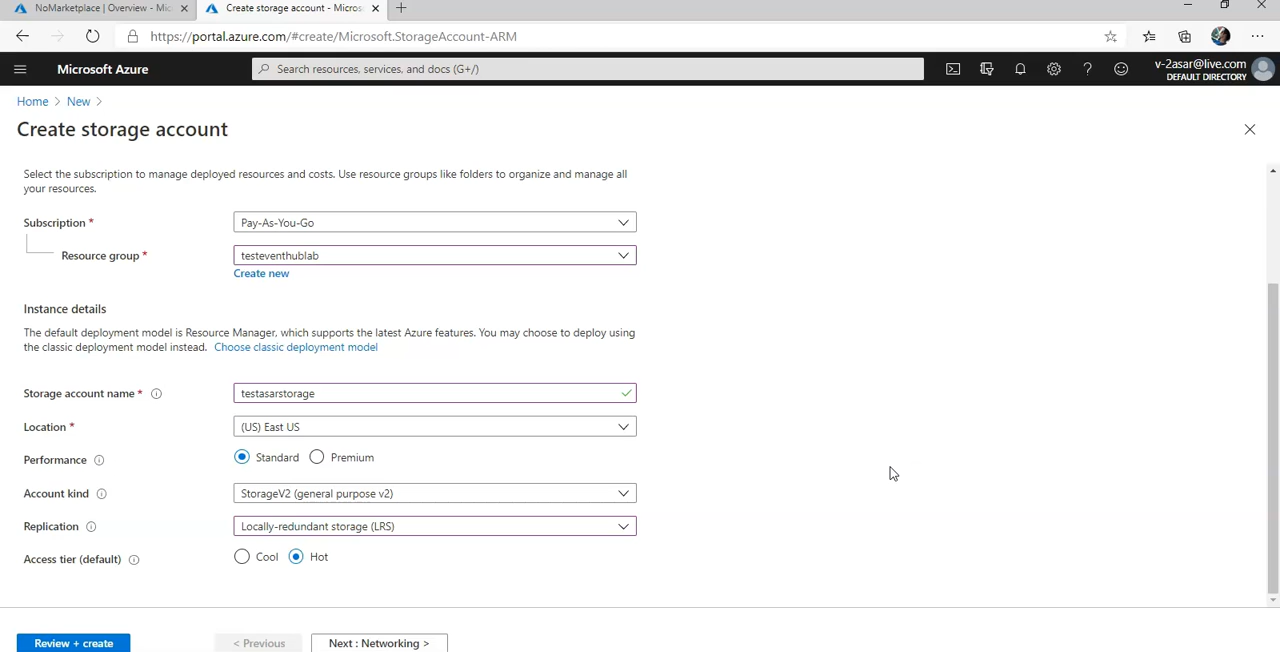 NoMarketplace | Overview - Mic
Create storage account - Micros
https://portal.azure.com/#create/Microsoft.StorageAccount-ARM
Microsoft Azure
Search resources, services, and docs (G+/)
v-2asar@live.com
DEFAULT DIRECTORY
Home > New >
Create storage account
Select the subscription to manage deployed resources and costs. Use resource groups like folders to organize and manage all
your resources.
Subscription *
Pay-As-You-Go
Resource group *
testeventhublab
Create new
Instance details
The default deployment model is Resource Manager, which supports the latest Azure features. You may choose to deploy using
the classic deployment model instead. Choose classic deployment model
Storage account name *
testasarstorage
Location *
(US) East US
Performance
Standard Premium
Account kind
StorageV2 (general purpose v2)
Replication
Locally-redundant storage (LRS)
Access tier (default)
Cool Hot
Review + create
< Previous
Next : Networking >